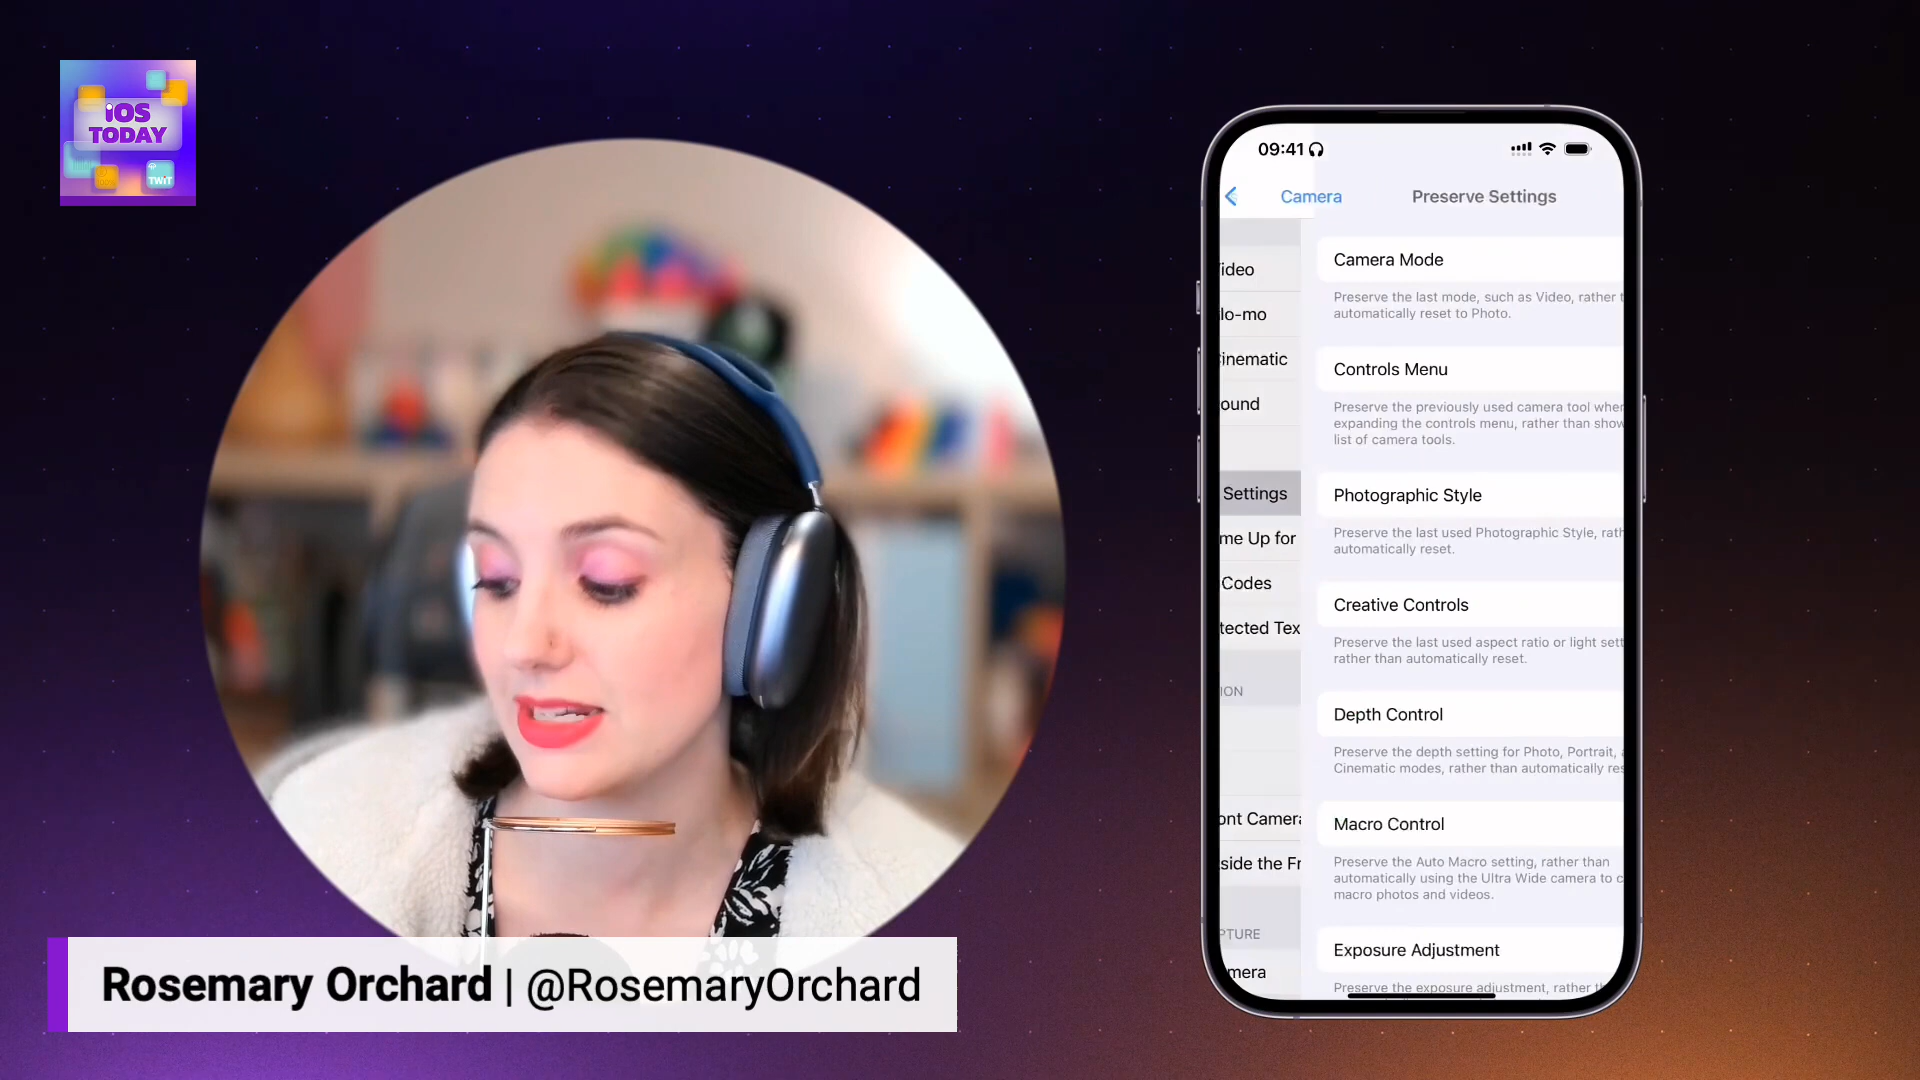 iOS
TODAY
TWiT
Rosemary Orchard | @RosemaryOrchard
09:41
Camera
Preserve Settings
ideo
lo-mo
inematic
ound
Settings
me Up for
Codes
tected Tex
ION
ont Camera
side the Fr
PTURE
mera
Camera Mode
Preserve the last mode, such as Video, rather t
automatically reset to Photo.
Controls Menu
Preserve the previously used camera tool when
expanding the controls menu, rather than show
list of camera tools.
Photographic Style
Preserve the last used Photographic Style, rath
automatically reset.
Creative Controls
Preserve the last used aspect ratio or light sett
rather than automatically reset.
Depth Control
Preserve the depth setting for Photo, Portrait,
Cinematic modes, rather than automatically res
Macro Control
Preserve the Auto Macro setting, rather than
automatically using the Ultra Wide camera to c
macro photos and videos.
Exposure Adjustment
Preserve the exposure adjustment, rather th